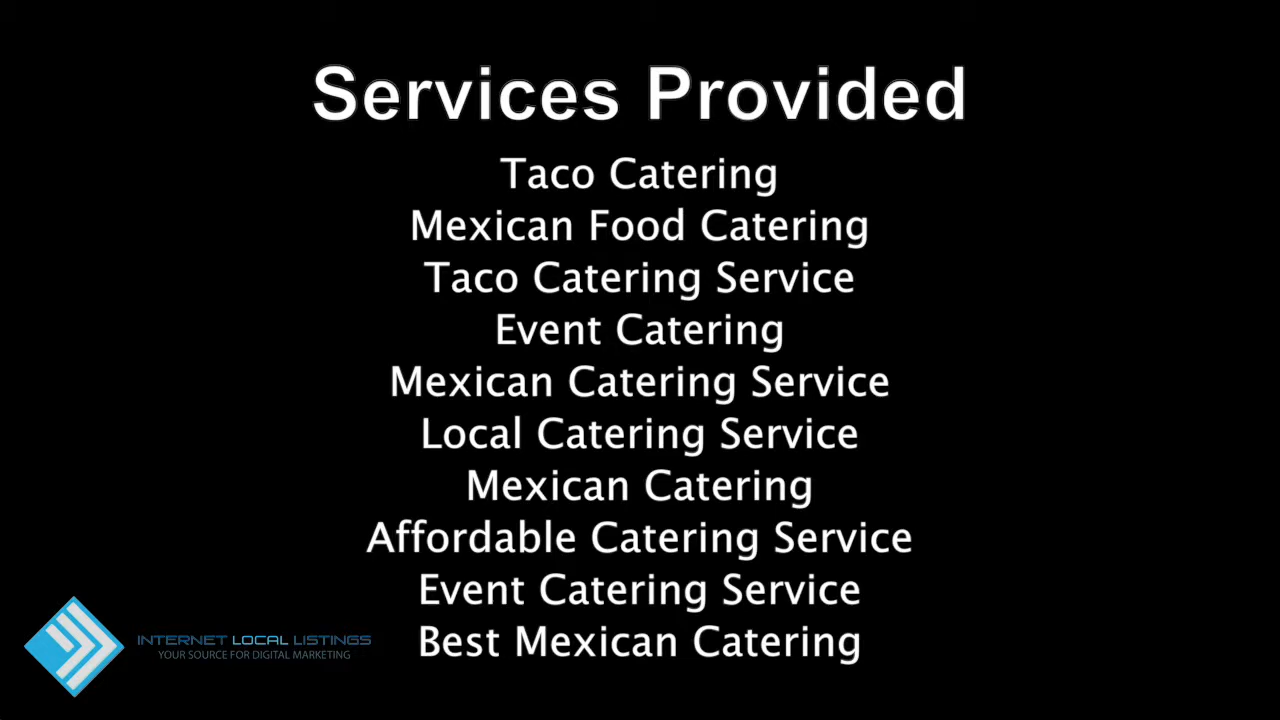 Services Provided
Taco Catering
Mexican Food Catering
Taco Catering Service
Event Catering
Mexican Catering Service
Local Catering Service
Mexican Catering
Affordable Catering Service
Event Catering Service
Best Mexican Catering
INTERNET LOCAL LISTINGS
YOUR SOURCE FOR DIGITAL MARKETING